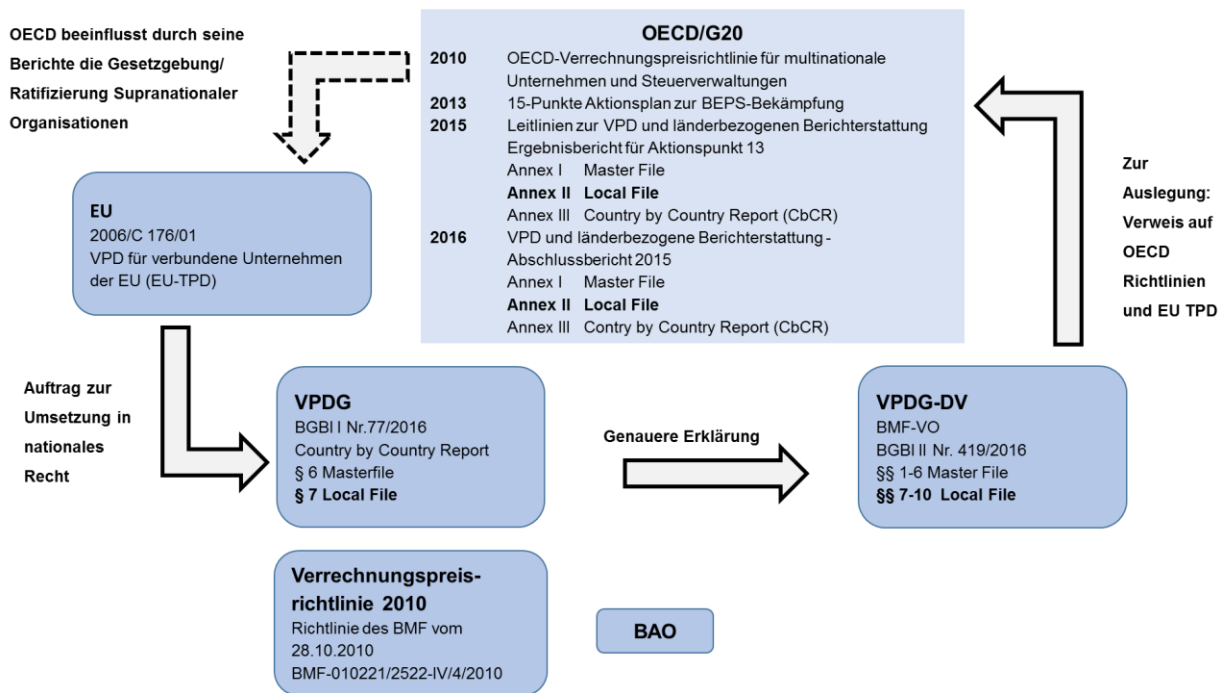 OECD beeinflusst durch seine
Berichte die Gesetzgebung/
Ratifizierung Supranationaler
Organisationen
OECD/G20
2010 OECD-Verrechnungspreisrichtlinie für multinationale
Unternehmen und Steuerverwaltungen
2013 15-Punkte Aktionsplan zur BEPS-Bekämpfung
2015 Leitlinien zur VPD und länderbezogenen Berichterstattung
Ergebnisbericht für Aktionspunkt 13
Annex I Master File
Annex II Local File
Annex III Country by Country Report (CbCR)
2016 VPD und länderbezogene Berichterstattung -
Abschlussbericht 2015
Annex I Master File
Annex II Local File
Annex III Contry by Country Report (CbCR)
Zur
Auslegung:
Verweis auf
OECD
Richtlinien
und EU TPD
EU
2006/C 176/01
VPD für verbundene Unternehmen
der EU (EU-TPD)
Auftrag zur
Umsetzung in
nationales
Recht
VPDG
BGBl I Nr.77/2016
Country by Country Report
§ 6 Masterfile
§ 7 Local File
Genauere Erklärung
VPDG-DV
BMF-VO
BGBl II Nr. 419/2016
§§ 1-6 Master File
§§ 7-10 Local File
Verrechnungspreis-
richtlinie 2010
Richtlinie des BMF vom
28.10.2010
BMF-010221/2522-IV/4/2010
BAO